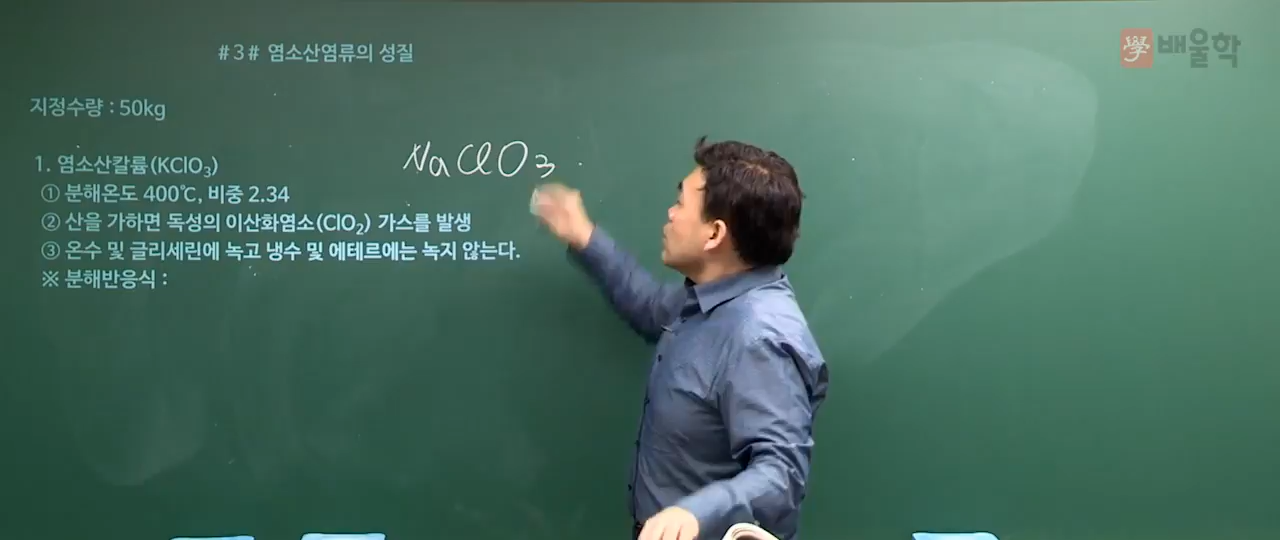 #3# 염소산염류의 성질
學 배울학
지정수량 : 50kg
NaClO3
1. 염소산칼륨(KClO3)
① 분해온도 400℃, 비중 2.34
② 산을 가하면 독성의 이산화염소(ClO2) 가스를 발생
③ 온수 및 글리세린에 녹고 냉수 및 에테르에는 녹지 않는다.
※ 분해반응식 :